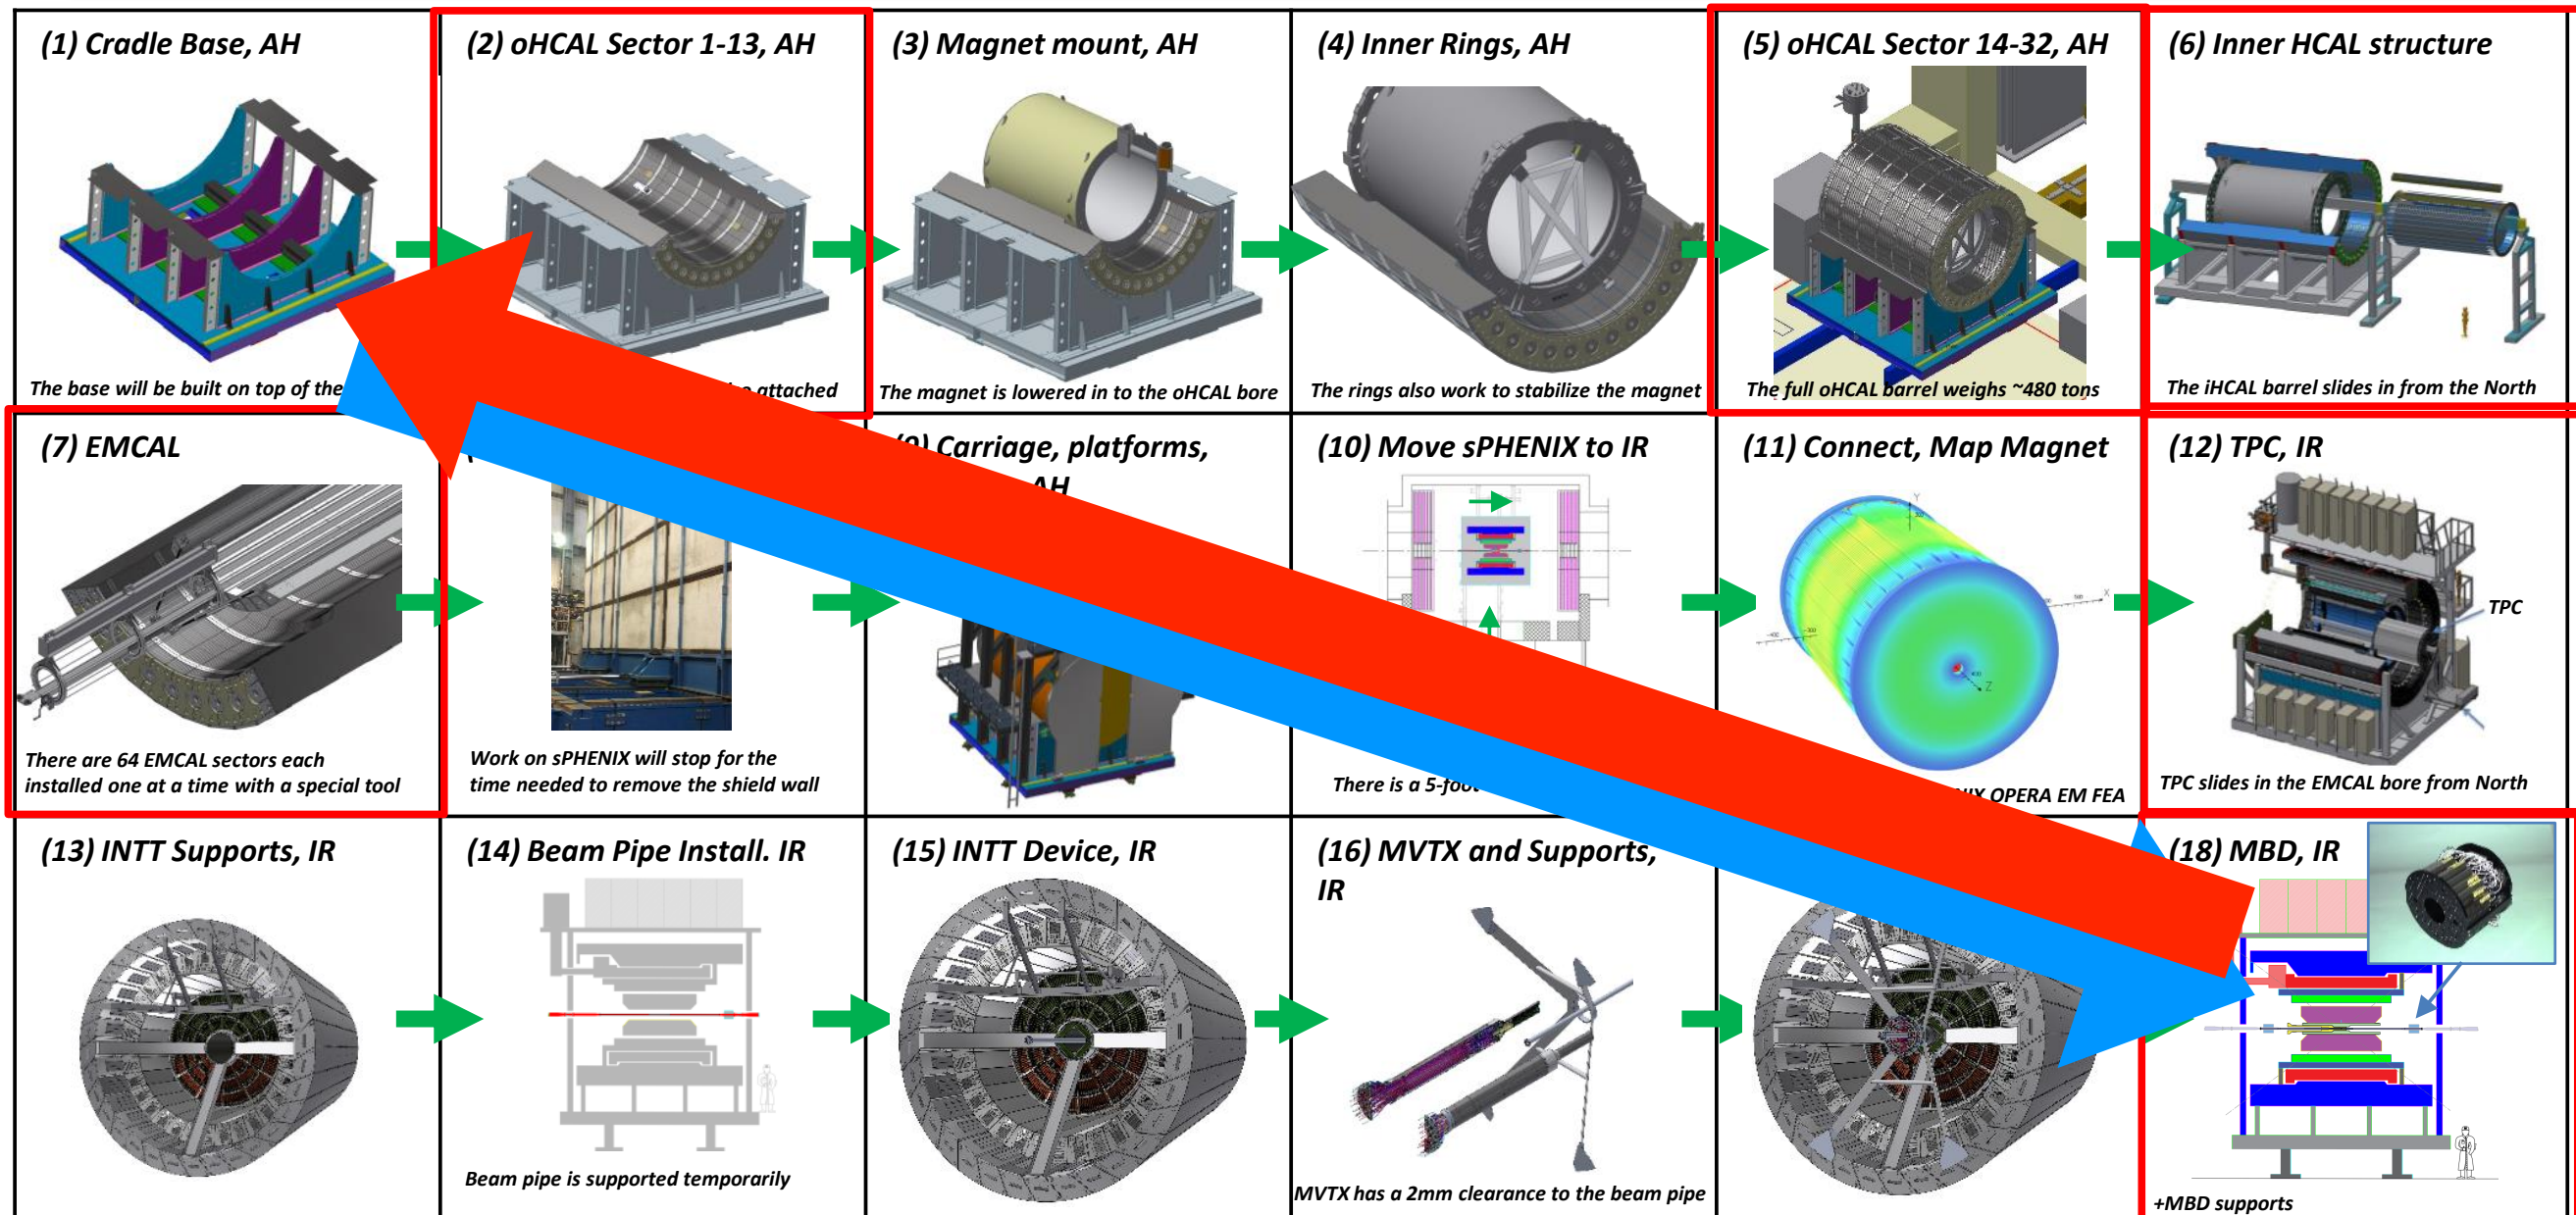 (1) Cradle Base, AH
The base will be built on top of the
(2) oHCAL Sector 1-13, AH
attached
(3) Magnet mount, AH
The magnet is lowered in to the oHCAL bore
(4) Inner Rings, AH
The rings also work to stabilize the magnet
(5) oHCAL Sector 14-32, AH
The full oHCAL barrel weighs ~480 tons
(6) Inner HCAL structure
The iHCAL barrel slides in from the North
(7) EMCAL
There are 64 EMCAL sectors each
installed one at a time with a special tool
Work on sPHENIX will stop for the
time needed to remove the shield wall
(9) Carriage, platforms,
AH
(10) Move sPHENIX to IR
There is a 5-foot
(11) Connect, Map Magnet
Y
X
Z
OPERA EM FEA
(12) TPC, IR
TPC
TPC slides in the EMCAL bore from North
(13) INTT Supports, IR
(14) Beam Pipe Install. IR
Beam pipe is supported temporarily
(15) INTT Device, IR
(16) MVTX and Supports,
IR
MVTX has a 2mm clearance to the beam pipe
(18) MBD, IR
+MBD supports